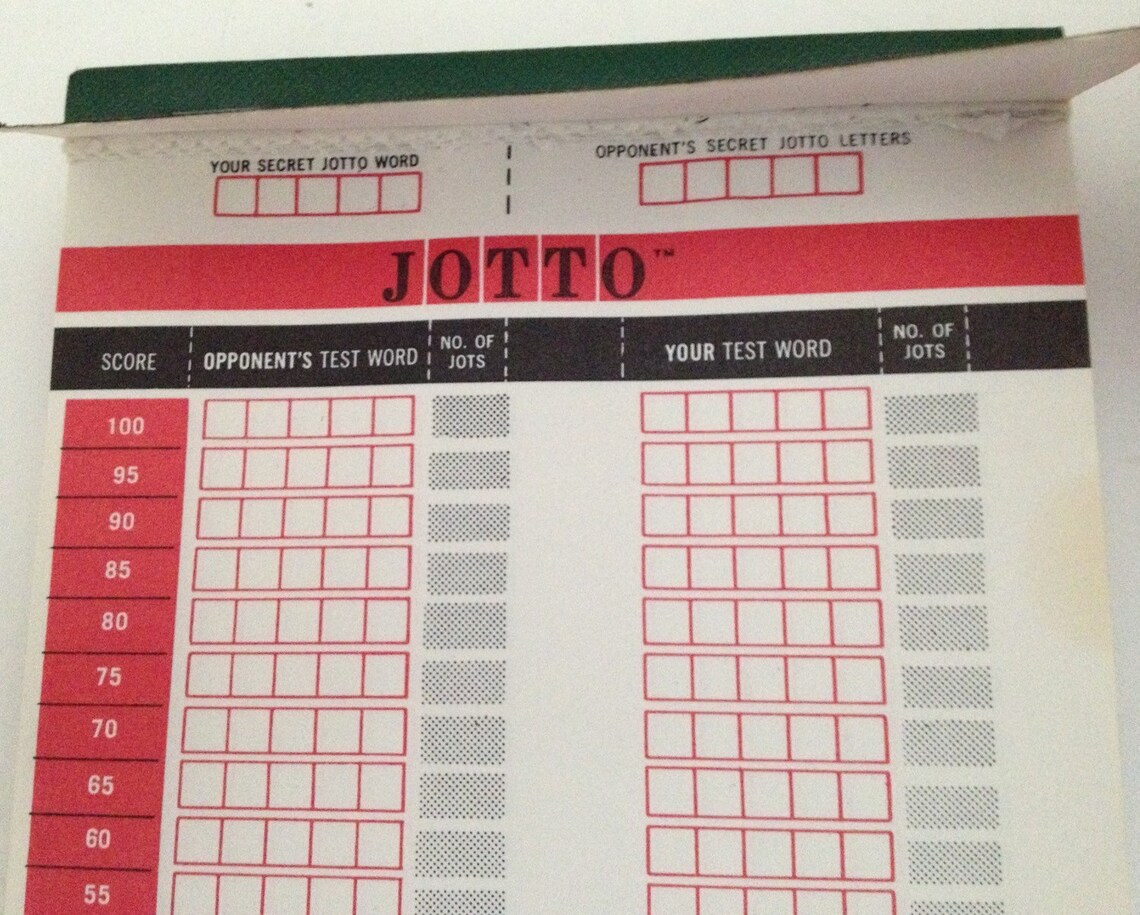 YOUR SECRET JOTTO WORD
OPPONENT'S SECRET JOTTO LETTERS
JOTTO™
SCORE OPPONENT'S TEST WORD NO. OF JOTS YOUR TEST WORD NO. OF JOTS
100
95
90
85
80
75
70
65
60
55